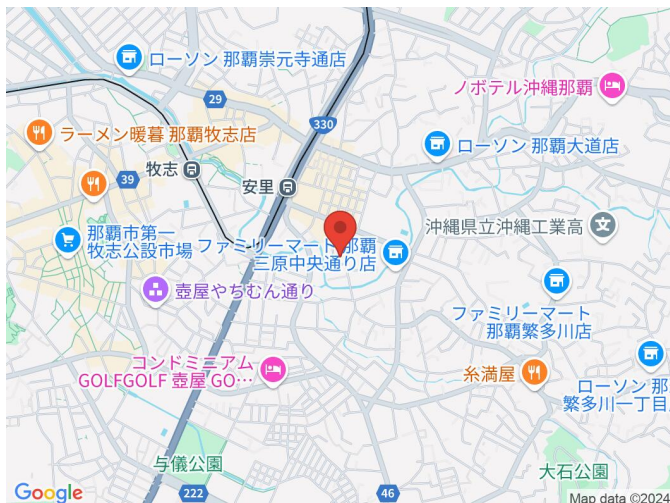 ローソン 那覇崇元寺通店
29
330
ノボテル沖縄那覇
ラーメン暖暮 那覇牧志店
ローソン 那覇大道店
牧志
39
安里
那覇市第一
牧志公設市場
ファミリーマート那覇
三原中央通り店
沖縄県立沖縄工業高
壺屋やちむん通り
ファミリーマート
那覇繁多川店
コンドミニアム
GOLFGOLF 壺屋 GO…
糸満屋
ローソン 那
繁多川一丁目
与儀公園
大石公園
222
46
Google
Map data ©2024